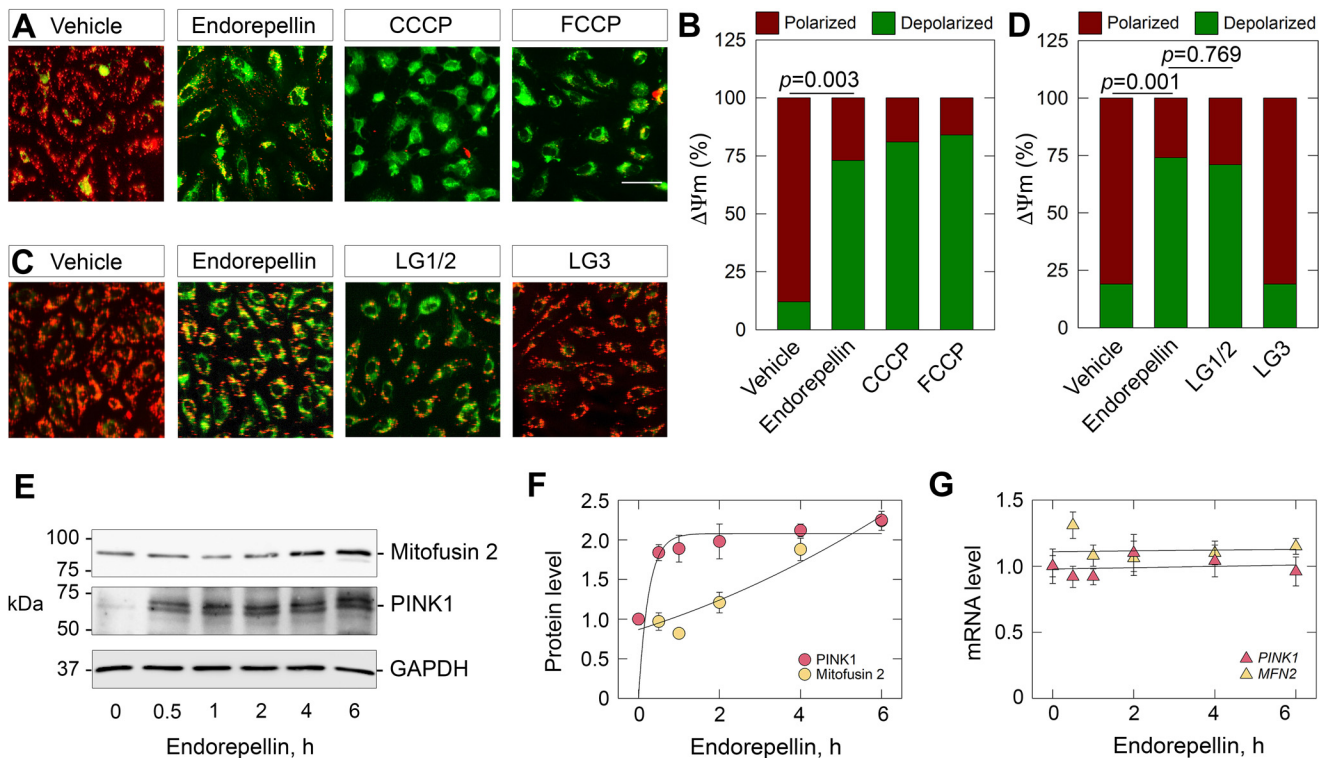 A
Vehicle
Endorepellin
CCCP
FCCP
C
Vehicle
Endorepellin
LG1/2
LG3
B
Polarized
Depolarized
p=0.003
125
100
75
50
25
0
ΔΨm (%)
Vehicle
Endorepellin
CCCP
FCCP
D
Polarized
Depolarized
p=0.769
p=0.001
125
100
75
50
25
0
ΔΨm (%)
Vehicle
Endorepellin
LG1/2
LG3
E
100
75
Mitofusin 2
kDa
75
50
PINK1
37
GAPDH
0 0.5 1 2 4 6
Endorepellin, h
F
2.5
2.0
1.5
1.0
0.5
0
Protein level
PINK1
Mitofusin 2
0 2 4 6
Endorepellin, h
G
1.5
1.0
0.5
0
mRNA level
PINK1
MFN2
0 2 4 6
Endorepellin, h